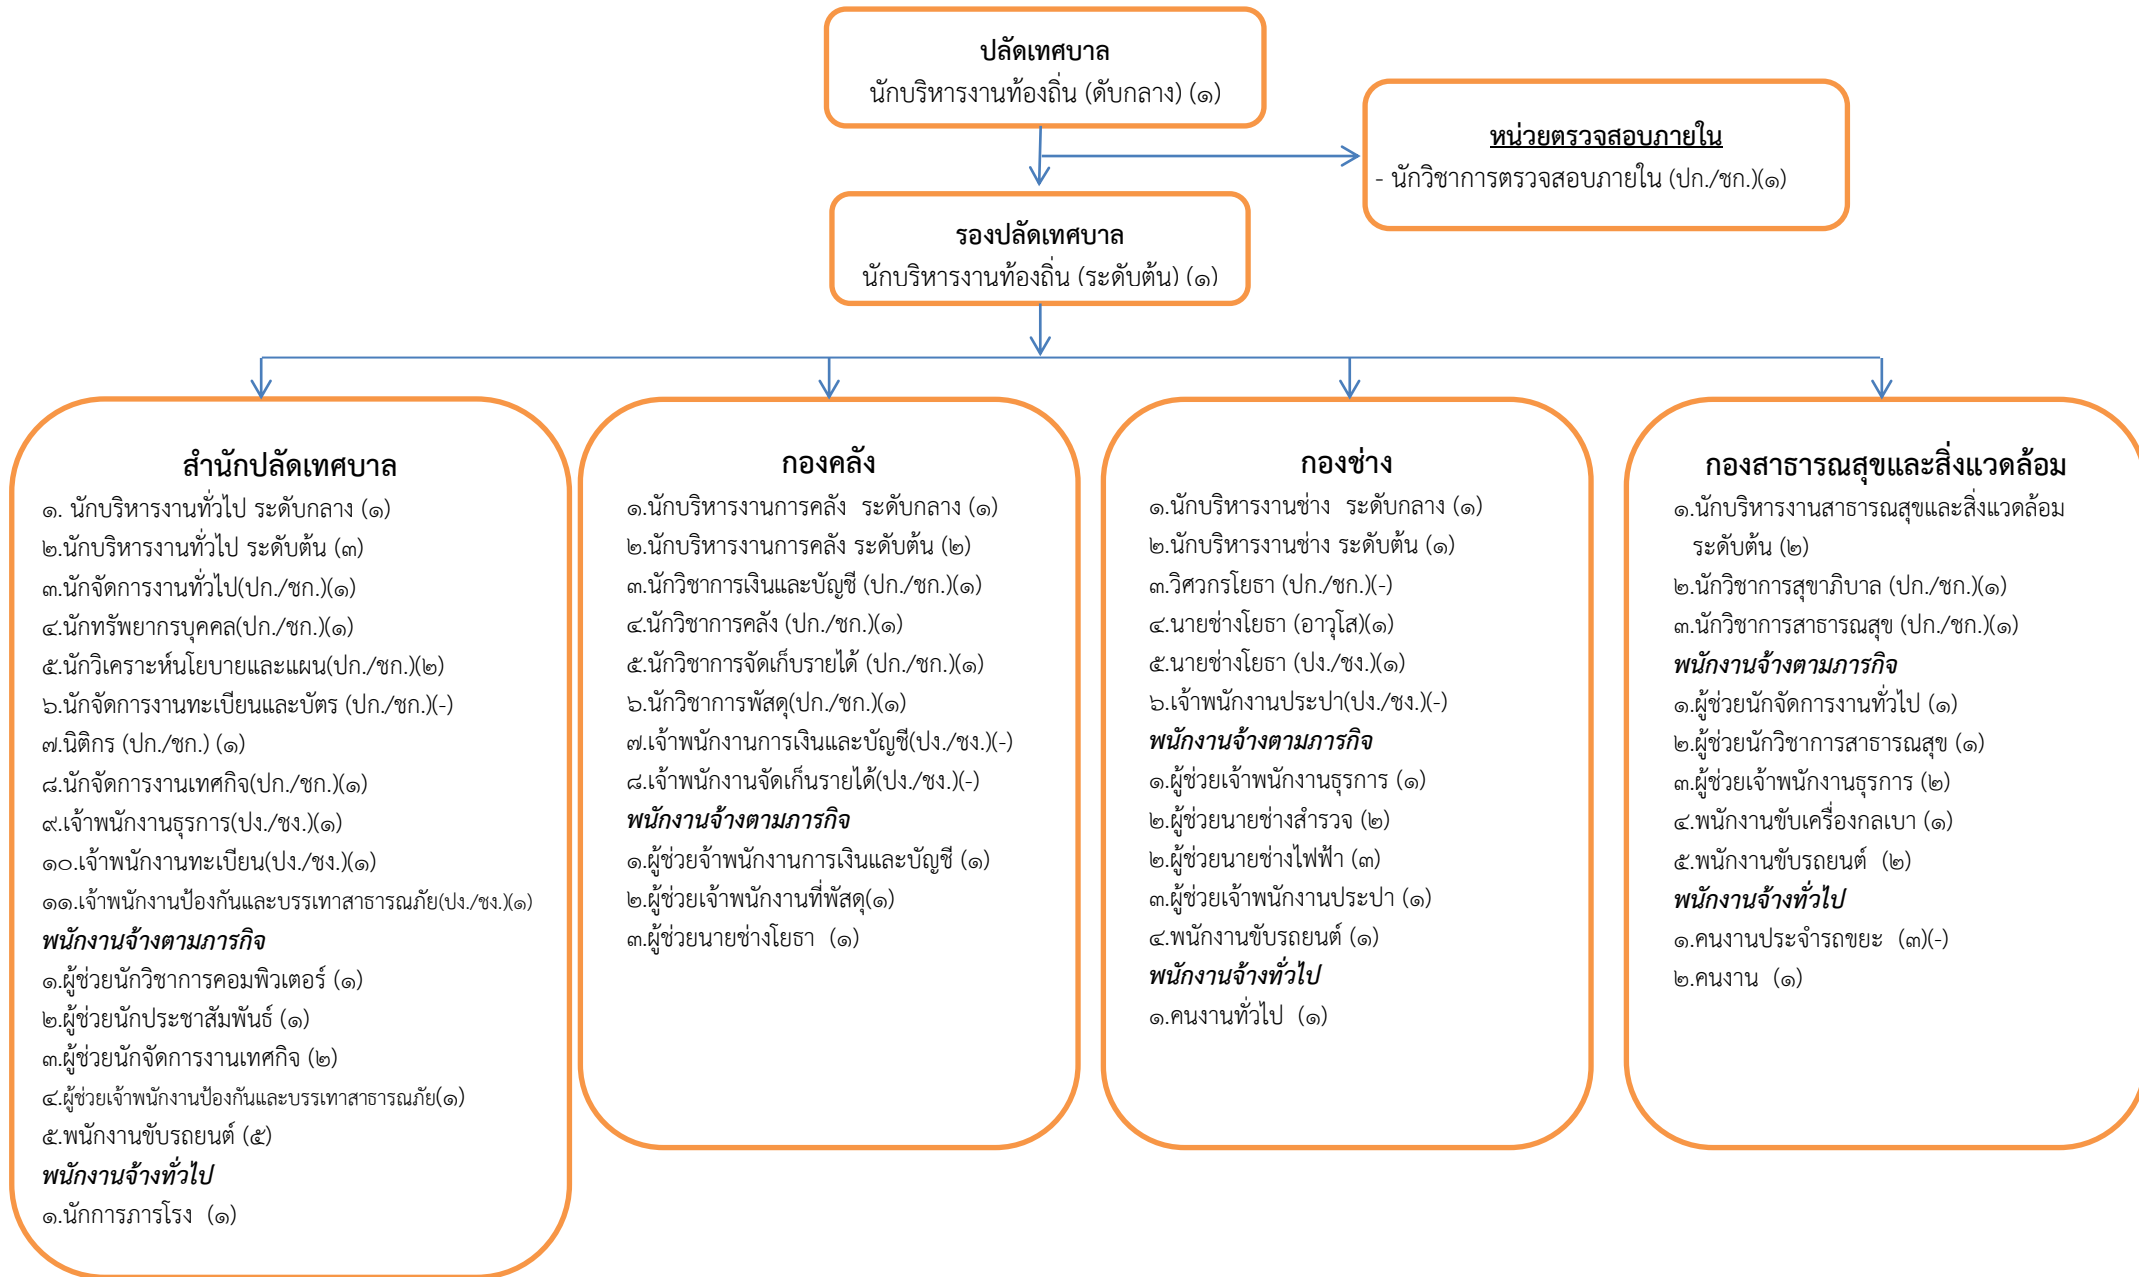 ปลัดเทศบาล
นักบริหารงานท้องถิ่น (ดับกลาง) (๑)
หน่วยตรวจสอบภายใน
- นักวิชาการตรวจสอบภายใน (ปก./ชก.)(๑)
รองปลัดเทศบาล
นักบริหารงานท้องถิ่น (ระดับต้น) (๑)
สำนักปลัดเทศบาล
๑. นักบริหารงานทั่วไป ระดับกลาง (๑)
๒.นักบริหารงานทั่วไป ระดับต้น (๓)
๓.นักจัดการงานทั่วไป(ปก./ชก.)(๑)
๔.นักทรัพยากรบุคคล(ปก./ชก.)(๑)
๕.นักวิเคราะห์นโยบายและแผน(ปก./ชก.)(๒)
๖.นักจัดการงานทะเบียนและบัตร (ปก./ชก.)(-)
๗.นิติกร (ปก./ชก.) (๑)
๘.นักจัดการงานเทศกิจ(ปก./ชก.)(๑)
๙.เจ้าพนักงานธุรการ(ปง./ชง.)(๑)
๑๐.เจ้าพนักงานทะเบียน(ปง./ชง.)(๑)
๑๑.เจ้าพนักงานป้องกันและบรรเทาสาธารณภัย(ปง./ชง.)(๑)
พนักงานจ้างตามภารกิจ
๑.ผู้ช่วยนักวิชาการคอมพิวเตอร์ (๑)
๒.ผู้ช่วยนักประชาสัมพันธ์ (๑)
๓.ผู้ช่วยนักจัดการงานเทศกิจ (๒)
๔.ผู้ช่วยเจ้าพนักงานป้องกันและบรรเทาสาธารณภัย(๑)
๕.พนักงานขับรถยนต์ (๕)
พนักงานจ้างทั่วไป
๑.นักการภารโรง (๑)
กองคลัง
๑.นักบริหารงานการคลัง ระดับกลาง (๑)
๒.นักบริหารงานการคลัง ระดับต้น (๒)
๓.นักวิชาการเงินและบัญชี (ปก./ชก.)(๑)
๔.นักวิชาการคลัง (ปก./ชก.)(๑)
๕.นักวิชาการจัดเก็บรายได้ (ปก./ชก.)(๑)
๖.นักวิชาการพัสดุ(ปก./ชก.)(๑)
๗.เจ้าพนักงานการเงินและบัญชี(ปง./ชง.)(-)
๘.เจ้าพนักงานจัดเก็นรายได้(ปง./ชง.)(-)
พนักงานจ้างตามภารกิจ
๑.ผู้ช่วยจ้าพนักงานการเงินและบัญชี (๑)
๒.ผู้ช่วยเจ้าพนักงานที่พัสดุ(๑)
๓.ผู้ช่วยนายช่างโยธา (๑)
กองช่าง
๑.นักบริหารงานช่าง ระดับกลาง (๑)
๒.นักบริหารงานช่าง ระดับต้น (๑)
๓.วิศวกรโยธา (ปก./ชก.)(-)
๔.นายช่างโยธา (อาวุโส)(๑)
๕.นายช่างโยธา (ปง./ชง.)(๑)
๖.เจ้าพนักงานประปา(ปง./ชง.)(-)
พนักงานจ้างตามภารกิจ
๑.ผู้ช่วยเจ้าพนักงานธุรการ (๑)
๒.ผู้ช่วยนายช่างสำรวจ (๒)
๒.ผู้ช่วยนายช่างไฟฟ้า (๓)
๓.ผู้ช่วยเจ้าพนักงานประปา (๑)
๔.พนักงานขับรถยนต์ (๑)
พนักงานจ้างทั่วไป
๑.คนงานทั่วไป (๑)
กองสาธารณสุขและสิ่งแวดล้อม
๑.นักบริหารงานสาธารณสุขและสิ่งแวดล้อม
ระดับต้น (๒)
๒.นักวิชาการสุขาภิบาล (ปก./ชก.)(๑)
๓.นักวิชาการสาธารณสุข (ปก./ชก.)(๑)
พนักงานจ้างตามภารกิจ
๑.ผู้ช่วยนักจัดการงานทั่วไป (๑)
๒.ผู้ช่วยนักวิชาการสาธารณสุข (๑)
๓.ผู้ช่วยเจ้าพนักงานธุรการ (๒)
๔.พนักงานขับเครื่องกลเบา (๑)
๕.พนักงานขับรถยนต์ (๒)
พนักงานจ้างทั่วไป
๑.คนงานประจำรถขยะ (๓)(-)
๒.คนงาน (๑)